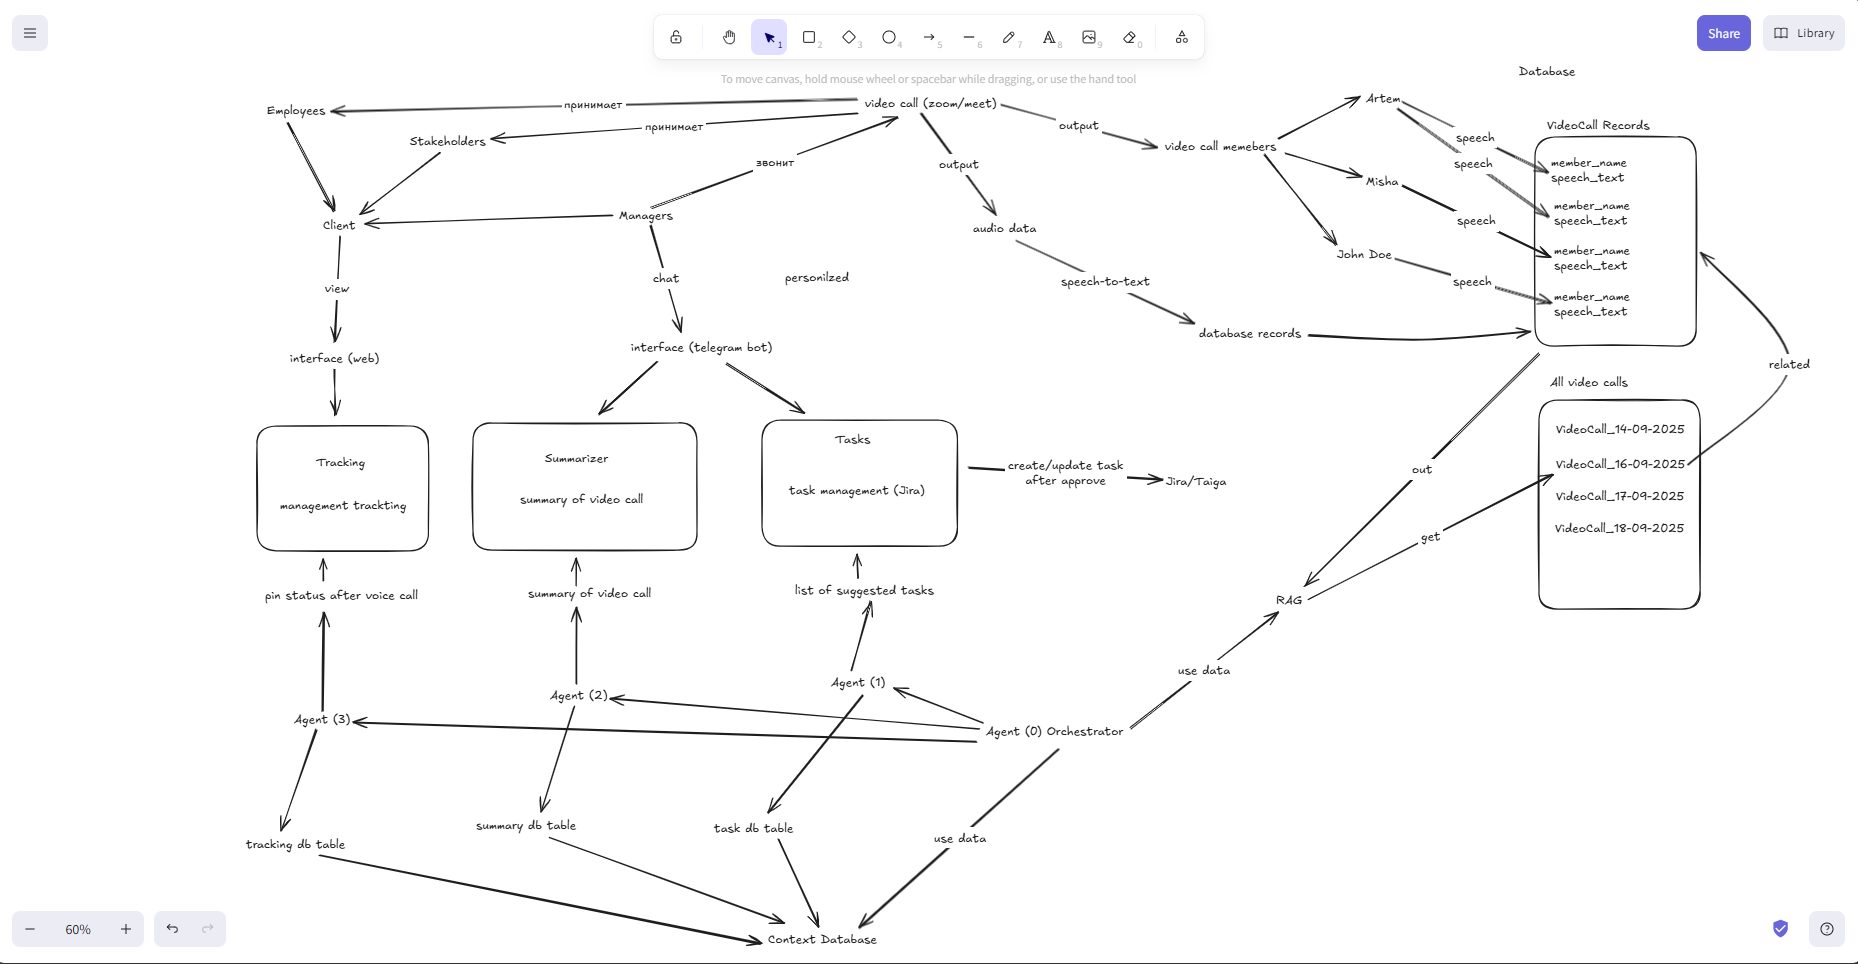 1
2
3
4
5
6
7
8
9
0
Share
Library
To move canvas, hold mouse wheel or spacebar while dragging, or use the hand tool
Database
Employees
принимает
video call (zoom/meet)
Artem
Stakeholders
принимает
output
video call memebers
speech
VideoCall Records
звонит
output
speech
member_name
speech_text
Misha
member_name
speech_text
Client
Managers
audio data
speech
John Doe
member_name
speech_text
view
chat
personilzed
speech-to-text
speech
member_name
speech_text
interface (web)
interface (telegram bot)
database records
related
All video calls
Tracking
management trackting
Summarizer
summary of video call
Tasks
task management (Jira)
create/update task
after approve
Jira/Taiga
out
VideoCall_14-09-2025
VideoCall_16-09-2025
VideoCall_17-09-2025
VideoCall_18-09-2025
get
pin status after voice call
summary of video call
list of suggested tasks
RAG
use data
Agent (3)
Agent (2)
Agent (1)
Agent (0) Orchestrator
tracking db table
summary db table
task db table
use data
Context Database
60%